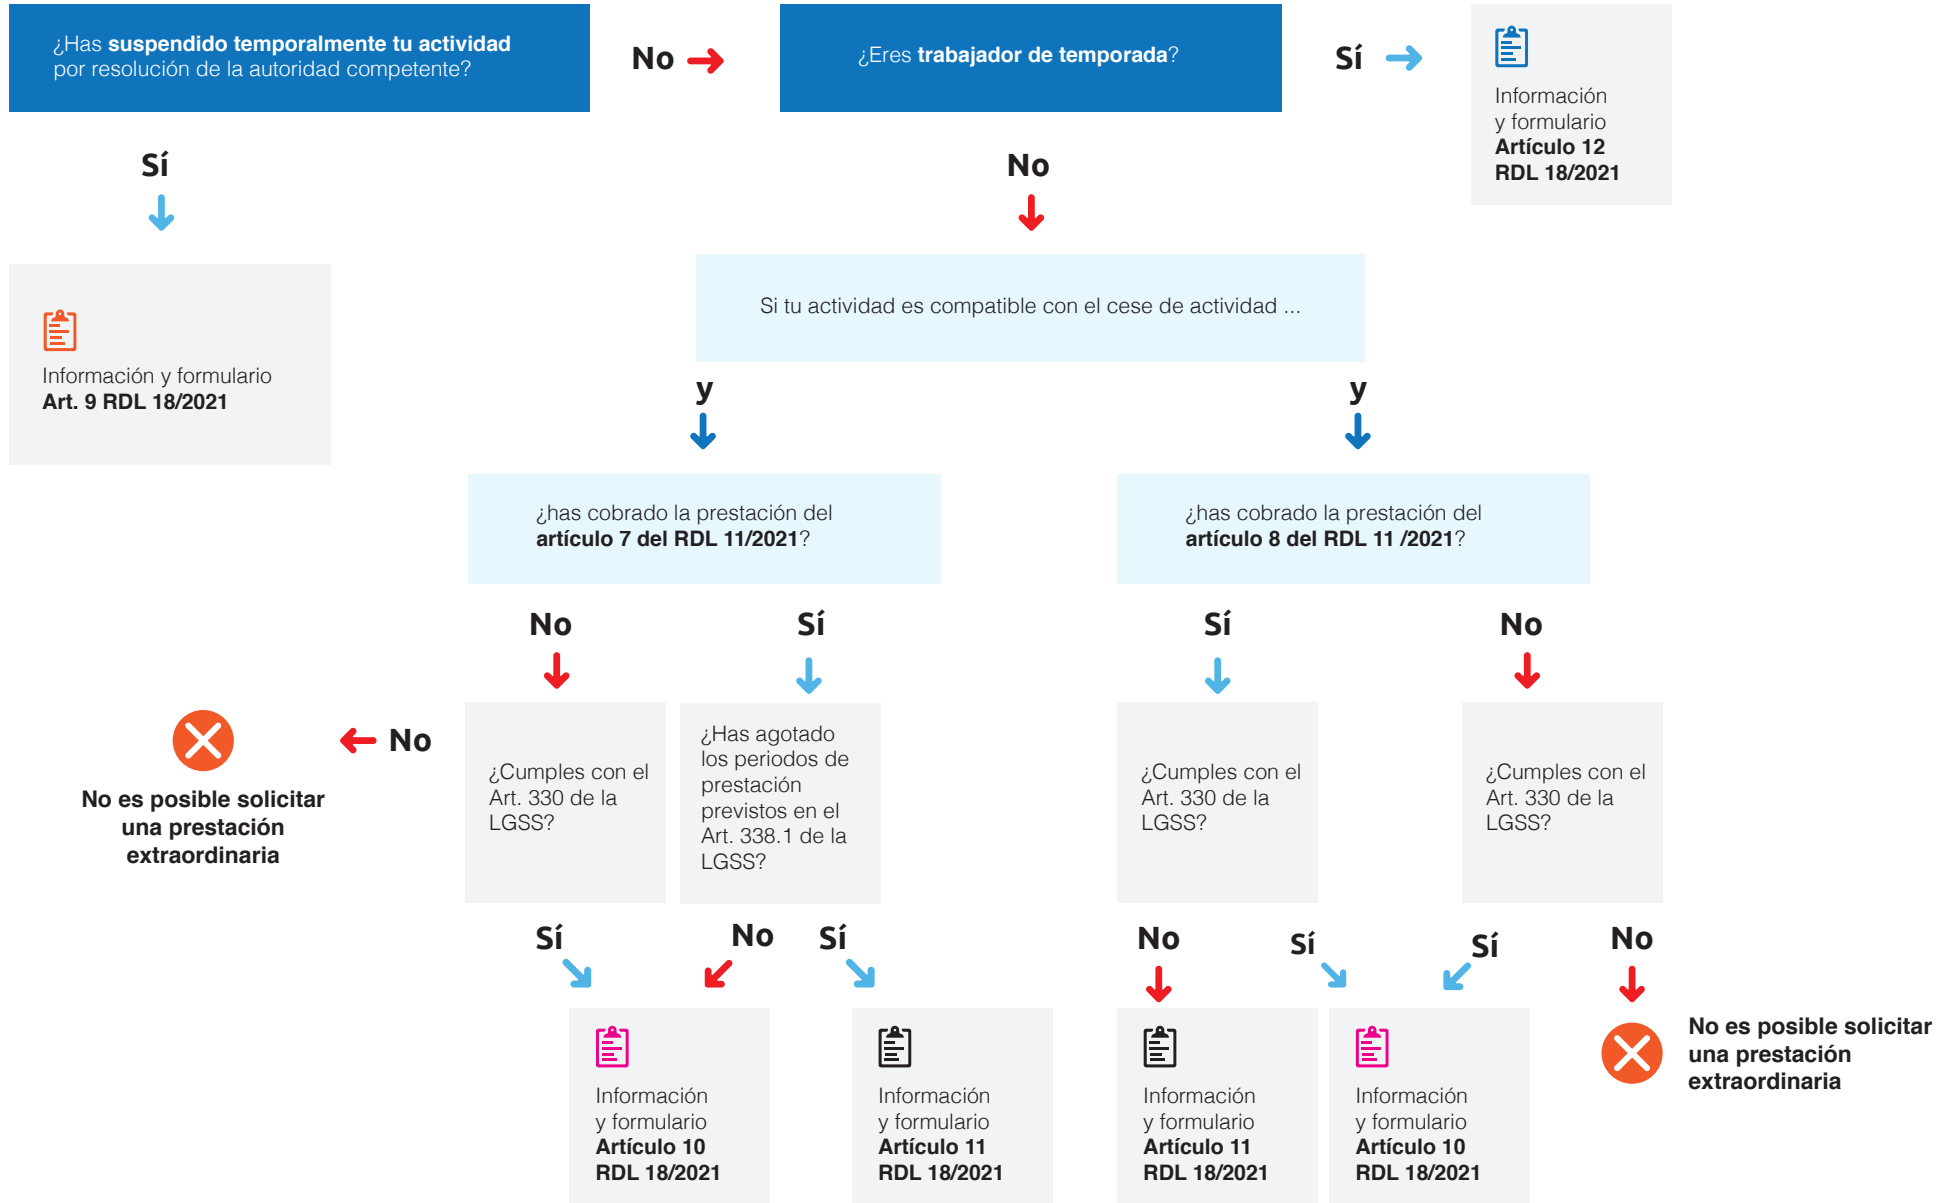 ¿Has suspendido temporalmente tu actividad
por resolución de la autoridad competente?
No
¿Eres trabajador de temporada?
Sí
Información
y formulario
Artículo 12
RDL 18/2021
Sí
No
Si tu actividad es compatible con el cese de actividad ...
Información y formulario
Art. 9 RDL 18/2021
y
y
¿has cobrado la prestación del
artículo 7 del RDL 11/2021?
¿has cobrado la prestación del
artículo 8 del RDL 11 /2021?
No
Sí
Sí
No
No
No es posible solicitar
una prestación
extraordinaria
¿Cumples con el
Art. 330 de la
LGSS?
¿Has agotado
los periodos de
prestación
previstos en el
Art. 338.1 de la
LGSS?
¿Cumples con el
Art. 330 de la
LGSS?
¿Cumples con el
Art. 330 de la
LGSS?
Sí
No
Sí
No
Sí
Sí
No
Información
y formulario
Artículo 10
RDL 18/2021
Información
y formulario
Artículo 11
RDL 18/2021
Información
y formulario
Artículo 11
RDL 18/2021
Información
y formulario
Artículo 10
RDL 18/2021
No es posible solicitar
una prestación
extraordinaria